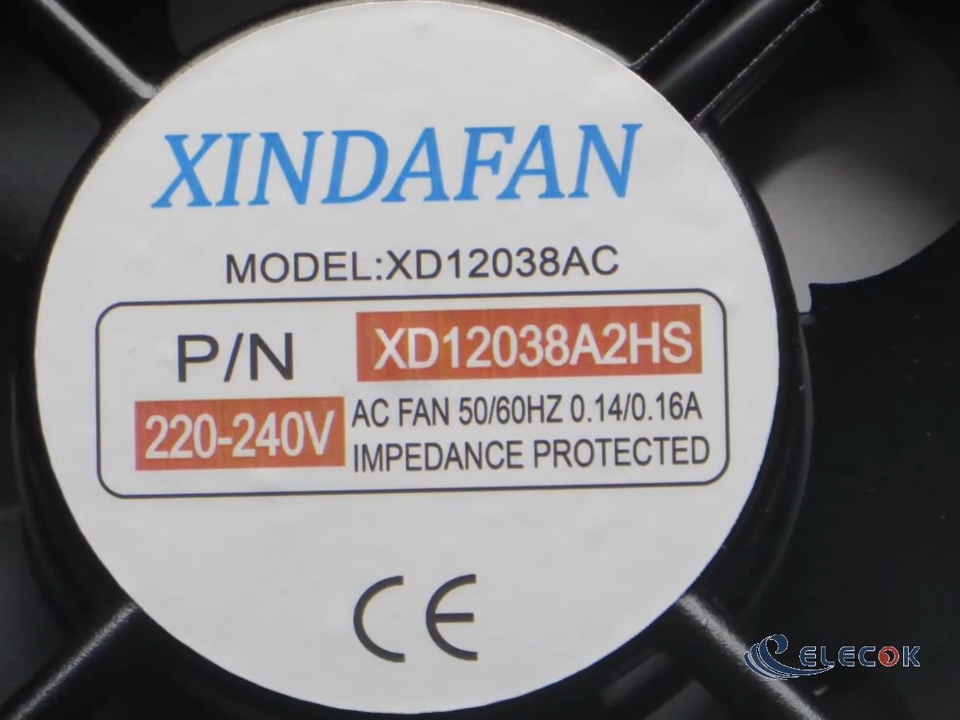 XINDAFAN
MODEL:XD12038AC
P/N XD12038A2HS
220-240V AC FAN 50/60HZ 0.14/0.16A
IMPEDANCE PROTECTED
CE
ELECOK